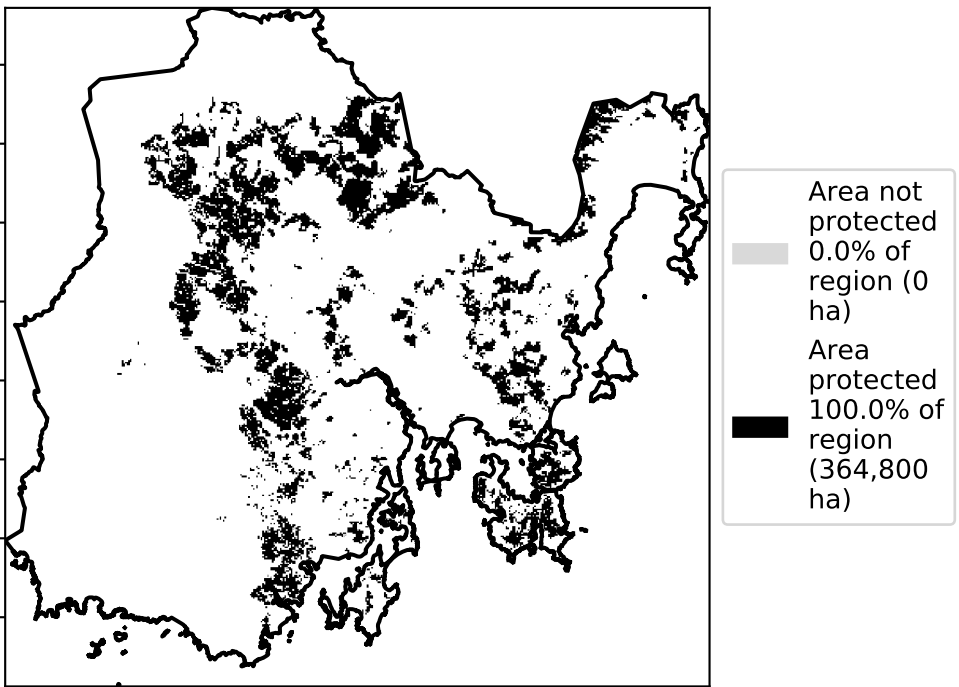 Area not
protected
0.0% of
region (0
ha)
Area
protected
100.0% of
region
(364,800
ha)